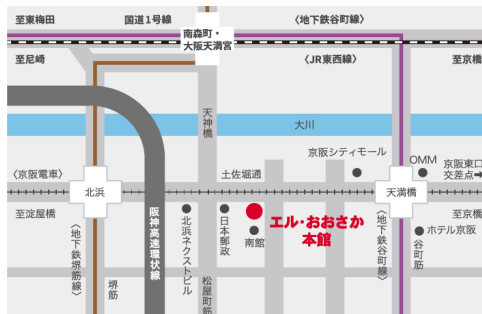 至東梅田
国道1号線
〈地下鉄谷町線〉
南森町・
大阪天満宮
至尼崎
〈JR東西線〉
至京橋
天神橋
大川
京阪シティモール
OMM
京阪東口
交差点
〈京阪電車〉
土佐堀通
北浜
天満橋
至淀屋橋
至京橋
エル・おおさか
本館
南館
日本郵政
北浜ネクストビル
阪神高速環状線
〈地下鉄堺筋線〉
堺筋
松屋町筋
〈地下鉄谷町線〉
谷町筋
ホテル京阪